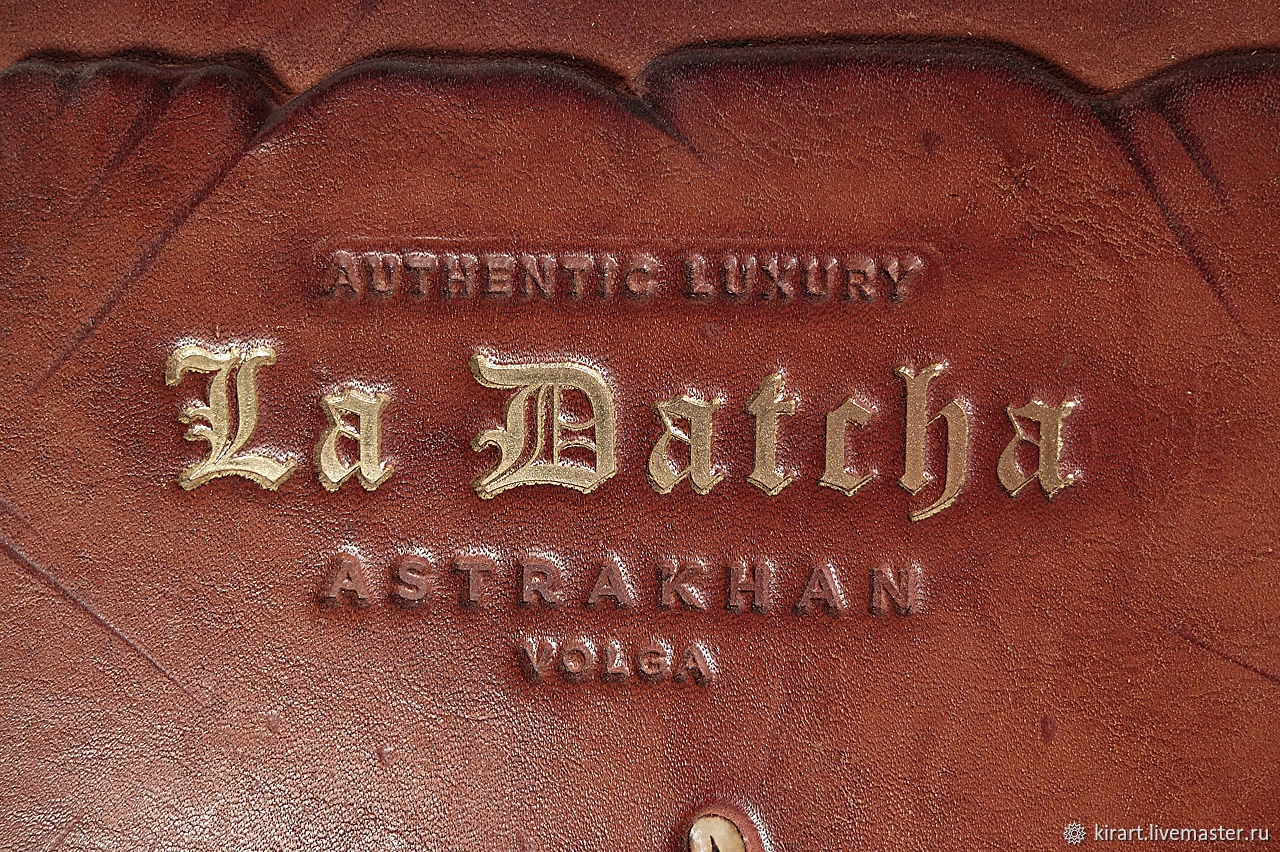 AUTHENTIC LUXURY
La Datcha
ASTRAKHAN
VOLGA
kirart.livemaster.ru